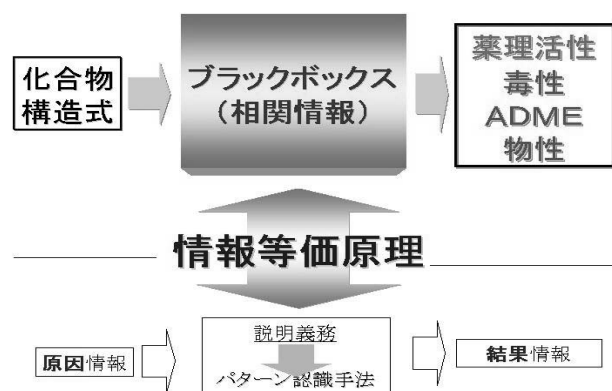 化合物
構造式
ブラックボックス
(相関情報)
薬理活性
毒性
ADME
物性
情報等価原理
原因情報
説明義務
パターン認識手法
結果情報